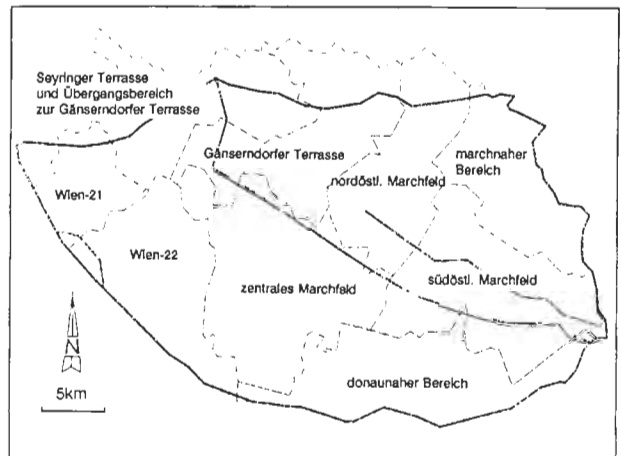 Seyringer Terrasse
und Übergangsbereich
zur Gänserndorfer Terrasse
Gänserndorfer Terrasse
marchnaher
Bereich
nordöstl. Marchfeld
Wien-21
Wien-22
zentrales Marchfeld
südöstl. Marchfeld
donaunaher Bereich
N
5km